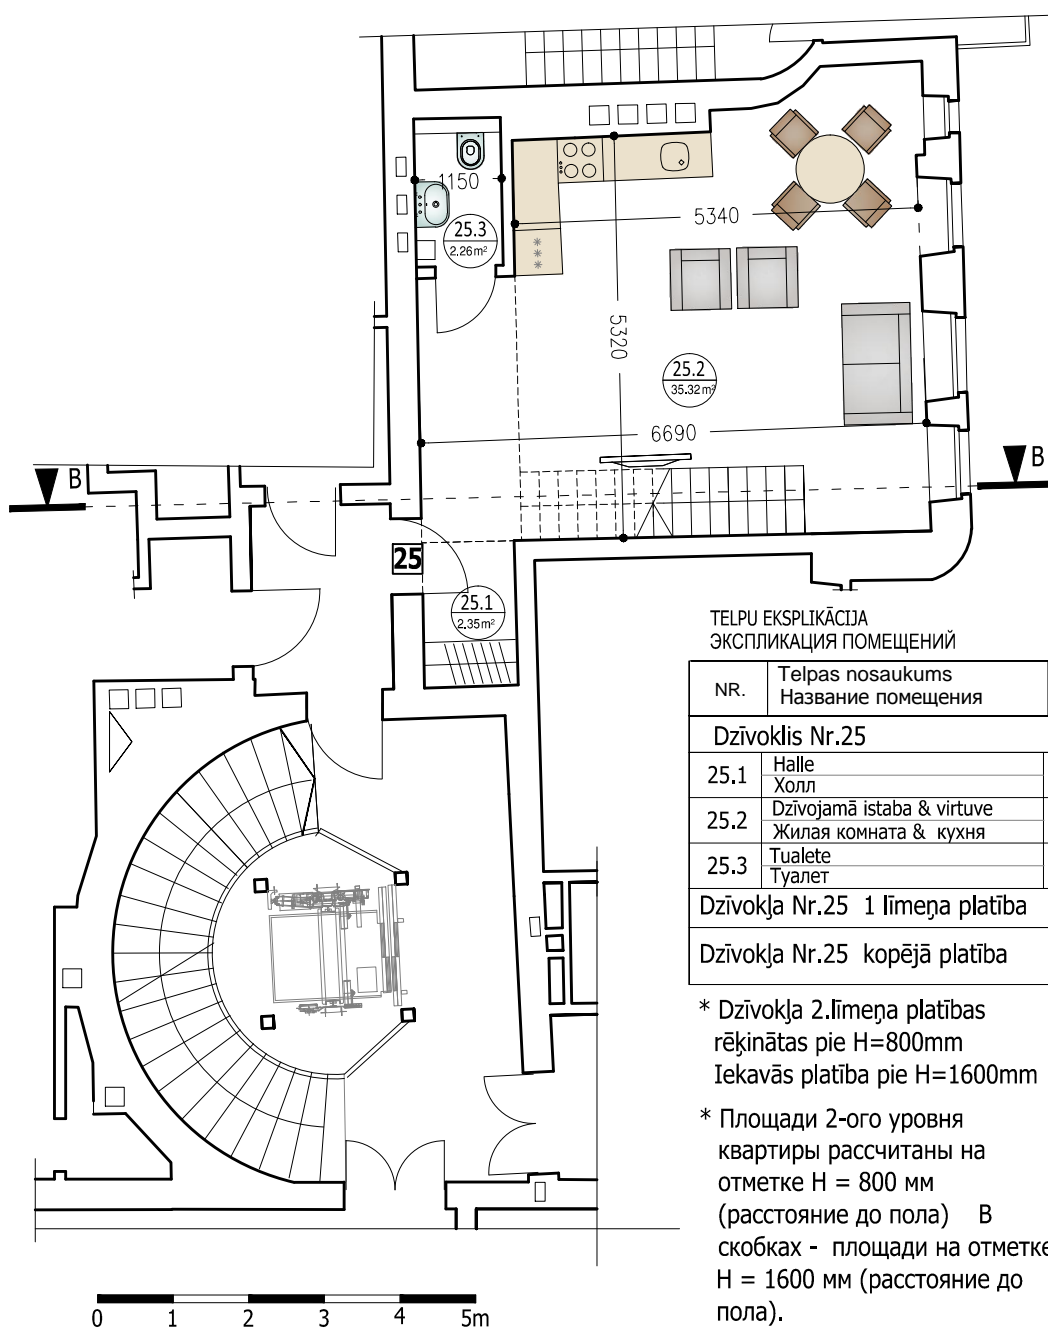 1150
25.3
2.26m²
5340
5320
25.2
35.32m²
6690
B
B
25
25.1
2.35m²
TELPU EKSPLIKĀCIJA
ЭКСПЛИКАЦИЯ ПОМЕЩЕНИЙ
NR.
Telpas nosaukums
Название помещения
Dzīvoklis Nr.25
25.1
Halle
Холл
25.2
Dzīvojamā istaba & virtuve
Жилая комната & кухня
25.3
Tualete
Туалет
Dzīvokļa Nr.25 1 līmeņa platība
Dzīvokļa Nr.25 kopējā platība
* Dzīvokļa 2.līmeņa platības
rēķinātas pie H=800mm
Iekavās platība pie H=1600mm
* Площади 2-ого уровня
квартиры рассчитаны на
отметке H = 800 мм
(расстояние до пола) В
скобках - площади на отметке
H = 1600 мм (расстояние до
пола).
0 1 2 3 4 5m